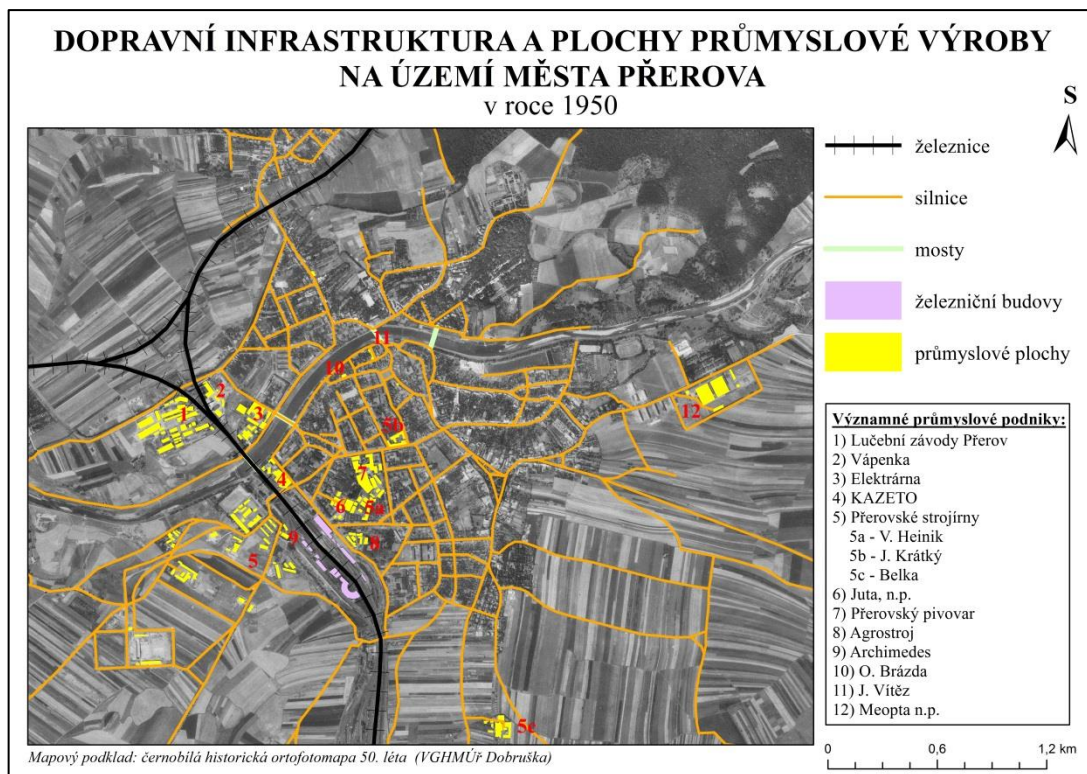 DOPRAVNÍ INFRASTRUKTURA A PLOCHY PRŮMYSLOVÉ VÝROBY
NA ÚZEMÍ MĚSTA PŘEROVA
v roce 1950
S
železnice
silnice
mosty
železniční budovy
průmyslové plochy
Významné průmyslové podniky:
1) Lučební závody Přerov
2) Vápenka
3) Elektrárna
4) KAZETO
5) Přerovské strojírny
5a - V. Heinik
5b - J. Krátký
5c - Belka
6) Juta, n.p.
7) Přerovský pivovar
8) Agrostroj
9) Archimedes
10) O. Brázda
11) J. Vítěz
12) Meopta n.p.
0 0,6 1,2 km
11
10
2
1
3
12
5b
7
4
6
5a
9
8
5
5c
Mapový podklad: černobílá historická ortofotomapa 50. léta (VGHMÚř Dobruška)